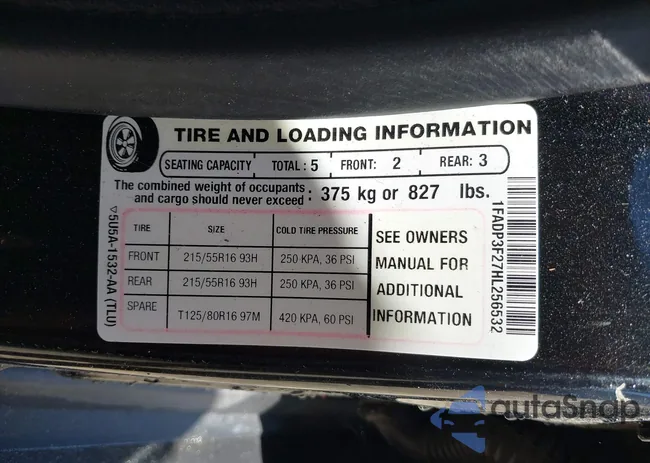 TIRE AND LOADING INFORMATION
SEATING CAPACITY TOTAL: 5 FRONT: 2 REAR: 3
The combined weight of occupants
and cargo should never exceed : 375 kg or 827 lbs.
TIRE SIZE COLD TIRE PRESSURE
FRONT 215/55R16 93H 250 KPA, 36 PSI
REAR 215/55R16 93H 250 KPA, 36 PSI
SPARE T125/80R16 97M 420 KPA, 60 PSI
SEE OWNERS
MANUAL FOR
ADDITIONAL
INFORMATION
5U5A-1532-AA (TLU)
1FADP3F27HL256532
autoSnap